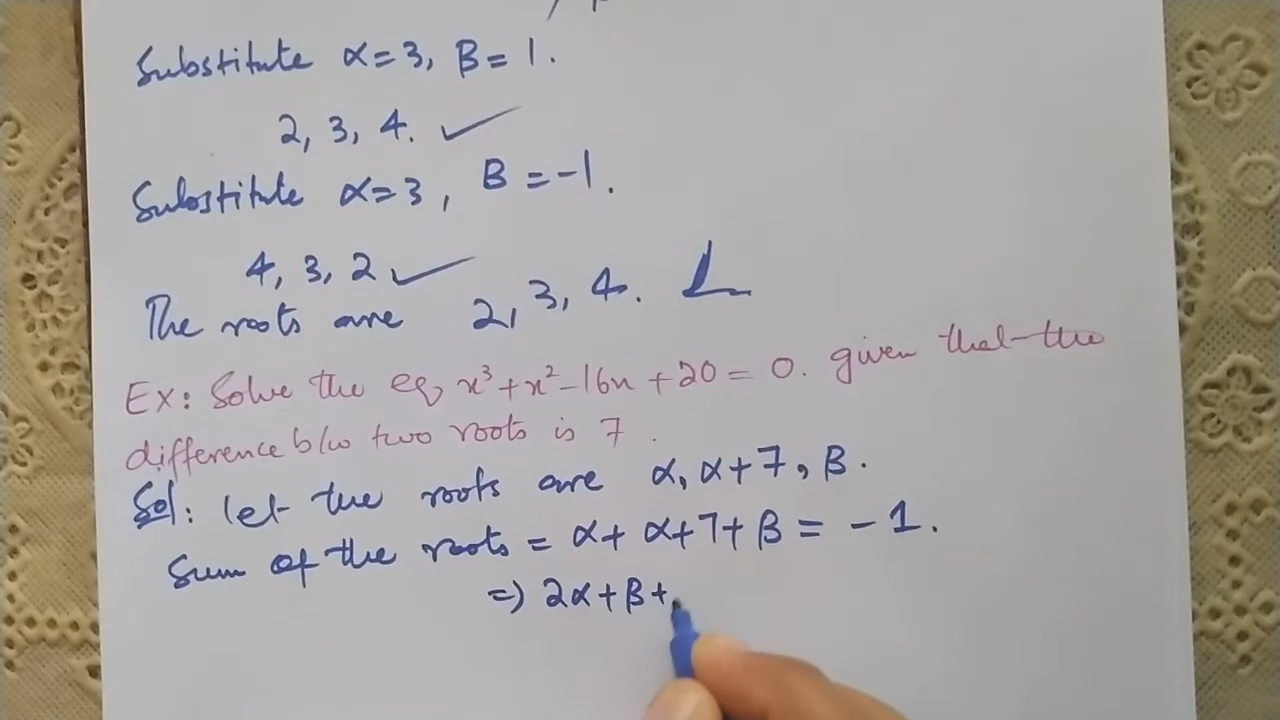 Substitute α=3, β=1.
2, 3, 4. ✓
Substitute α=3, β=-1.
4, 3, 2 ✓
The roots are 2, 3, 4.
Ex: Solve the eq x³+x²-16x+20=0. given that the
difference b/w two roots is 7.
Sol: let the roots are α, α+7, β.
Sum of the roots = α+ α+7+β = -1.
=) 2α+β+